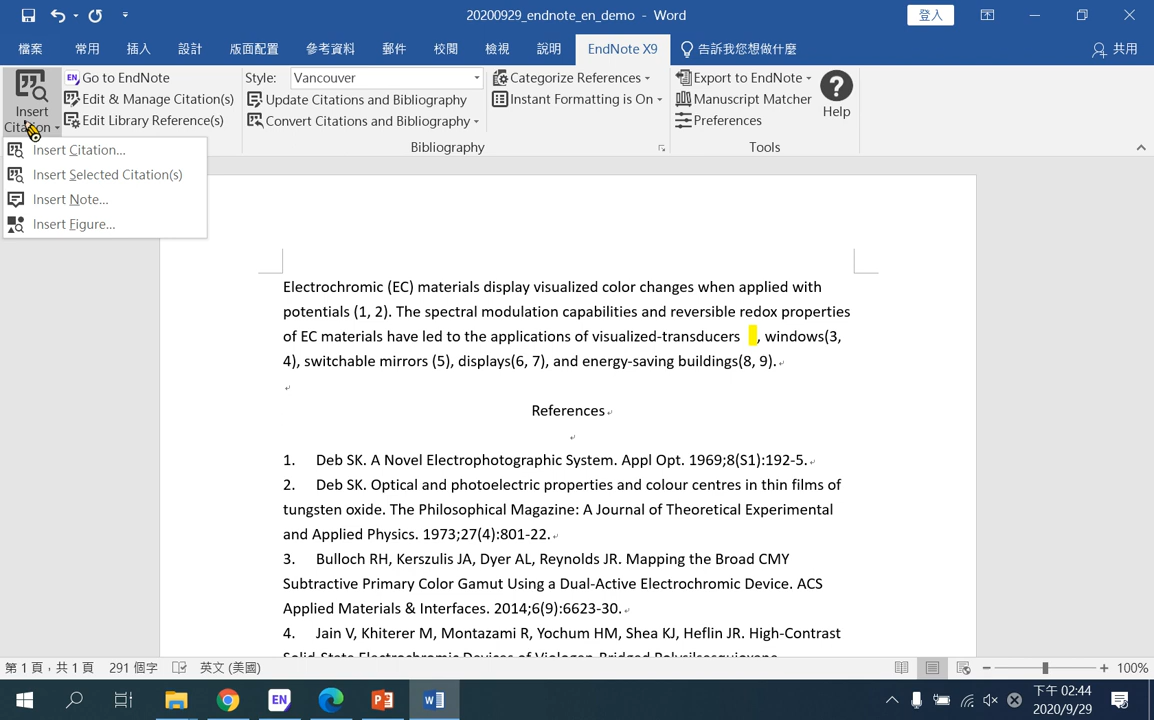 20200929_endnote_en_demo - Word
登入
檔案 常用 插入 設計 版面配置 參考資料 郵件 校閱 檢視 說明 EndNote X9 告訴我您想做什麼 共用
Insert Citation
EN Go to EndNote
Edit & Manage Citation(s)
Edit Library Reference(s)
Style: Vancouver
Update Citations and Bibliography
Convert Citations and Bibliography
Bibliography
Categorize References
Instant Formatting is On
Export to EndNote
Manuscript Matcher
Preferences
Help
Tools
Insert Citation...
Insert Selected Citation(s)
Insert Note...
Insert Figure...
Electrochromic (EC) materials display visualized color changes when applied with
potentials (1, 2). The spectral modulation capabilities and reversible redox properties
of EC materials have led to the applications of visualized-transducers , windows(3,
4), switchable mirrors (5), displays(6, 7), and energy-saving buildings(8, 9).
References
1. Deb SK. A Novel Electrophotographic System. Appl Opt. 1969;8(S1):192-5.
2. Deb SK. Optical and photoelectric properties and colour centres in thin films of
tungsten oxide. The Philosophical Magazine: A Journal of Theoretical Experimental
and Applied Physics. 1973;27(4):801-22.
3. Bulloch RH, Kerszulis JA, Dyer AL, Reynolds JR. Mapping the Broad CMY
Subtractive Primary Color Gamut Using a Dual-Active Electrochromic Device. ACS
Applied Materials & Interfaces. 2014;6(9):6623-30.
4. Jain V, Khiterer M, Montazami R, Yochum HM, Shea KJ, Heflin JR. High-Contrast
Solid-State Electrochromic Devices of Viologen-Bridged Polysilsesquioxane
第 1 頁，共 1 頁 291 個字 英文 (美國) 100%
EN
下午 02:44
2020/9/29